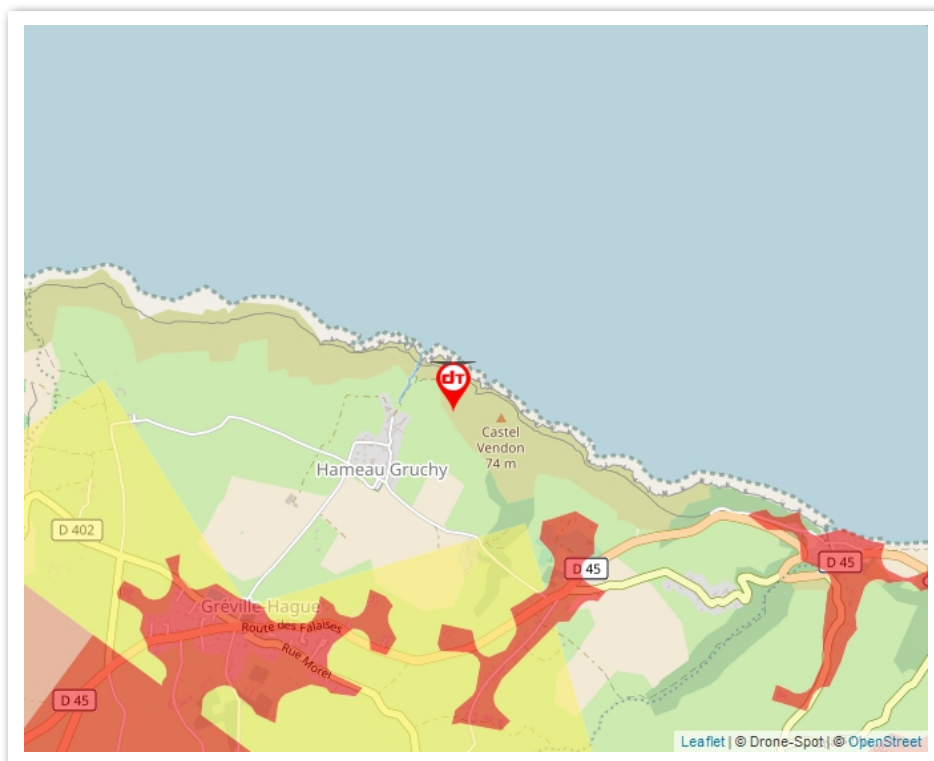 dT
Castel
Vendon
74 m
Hameau Gruchy
D 402
D 45
D 45
Gréville-Hague
Route des Falaises
Rue Morel
D 45
Leaflet | © Drone-Spot | © OpenStreet